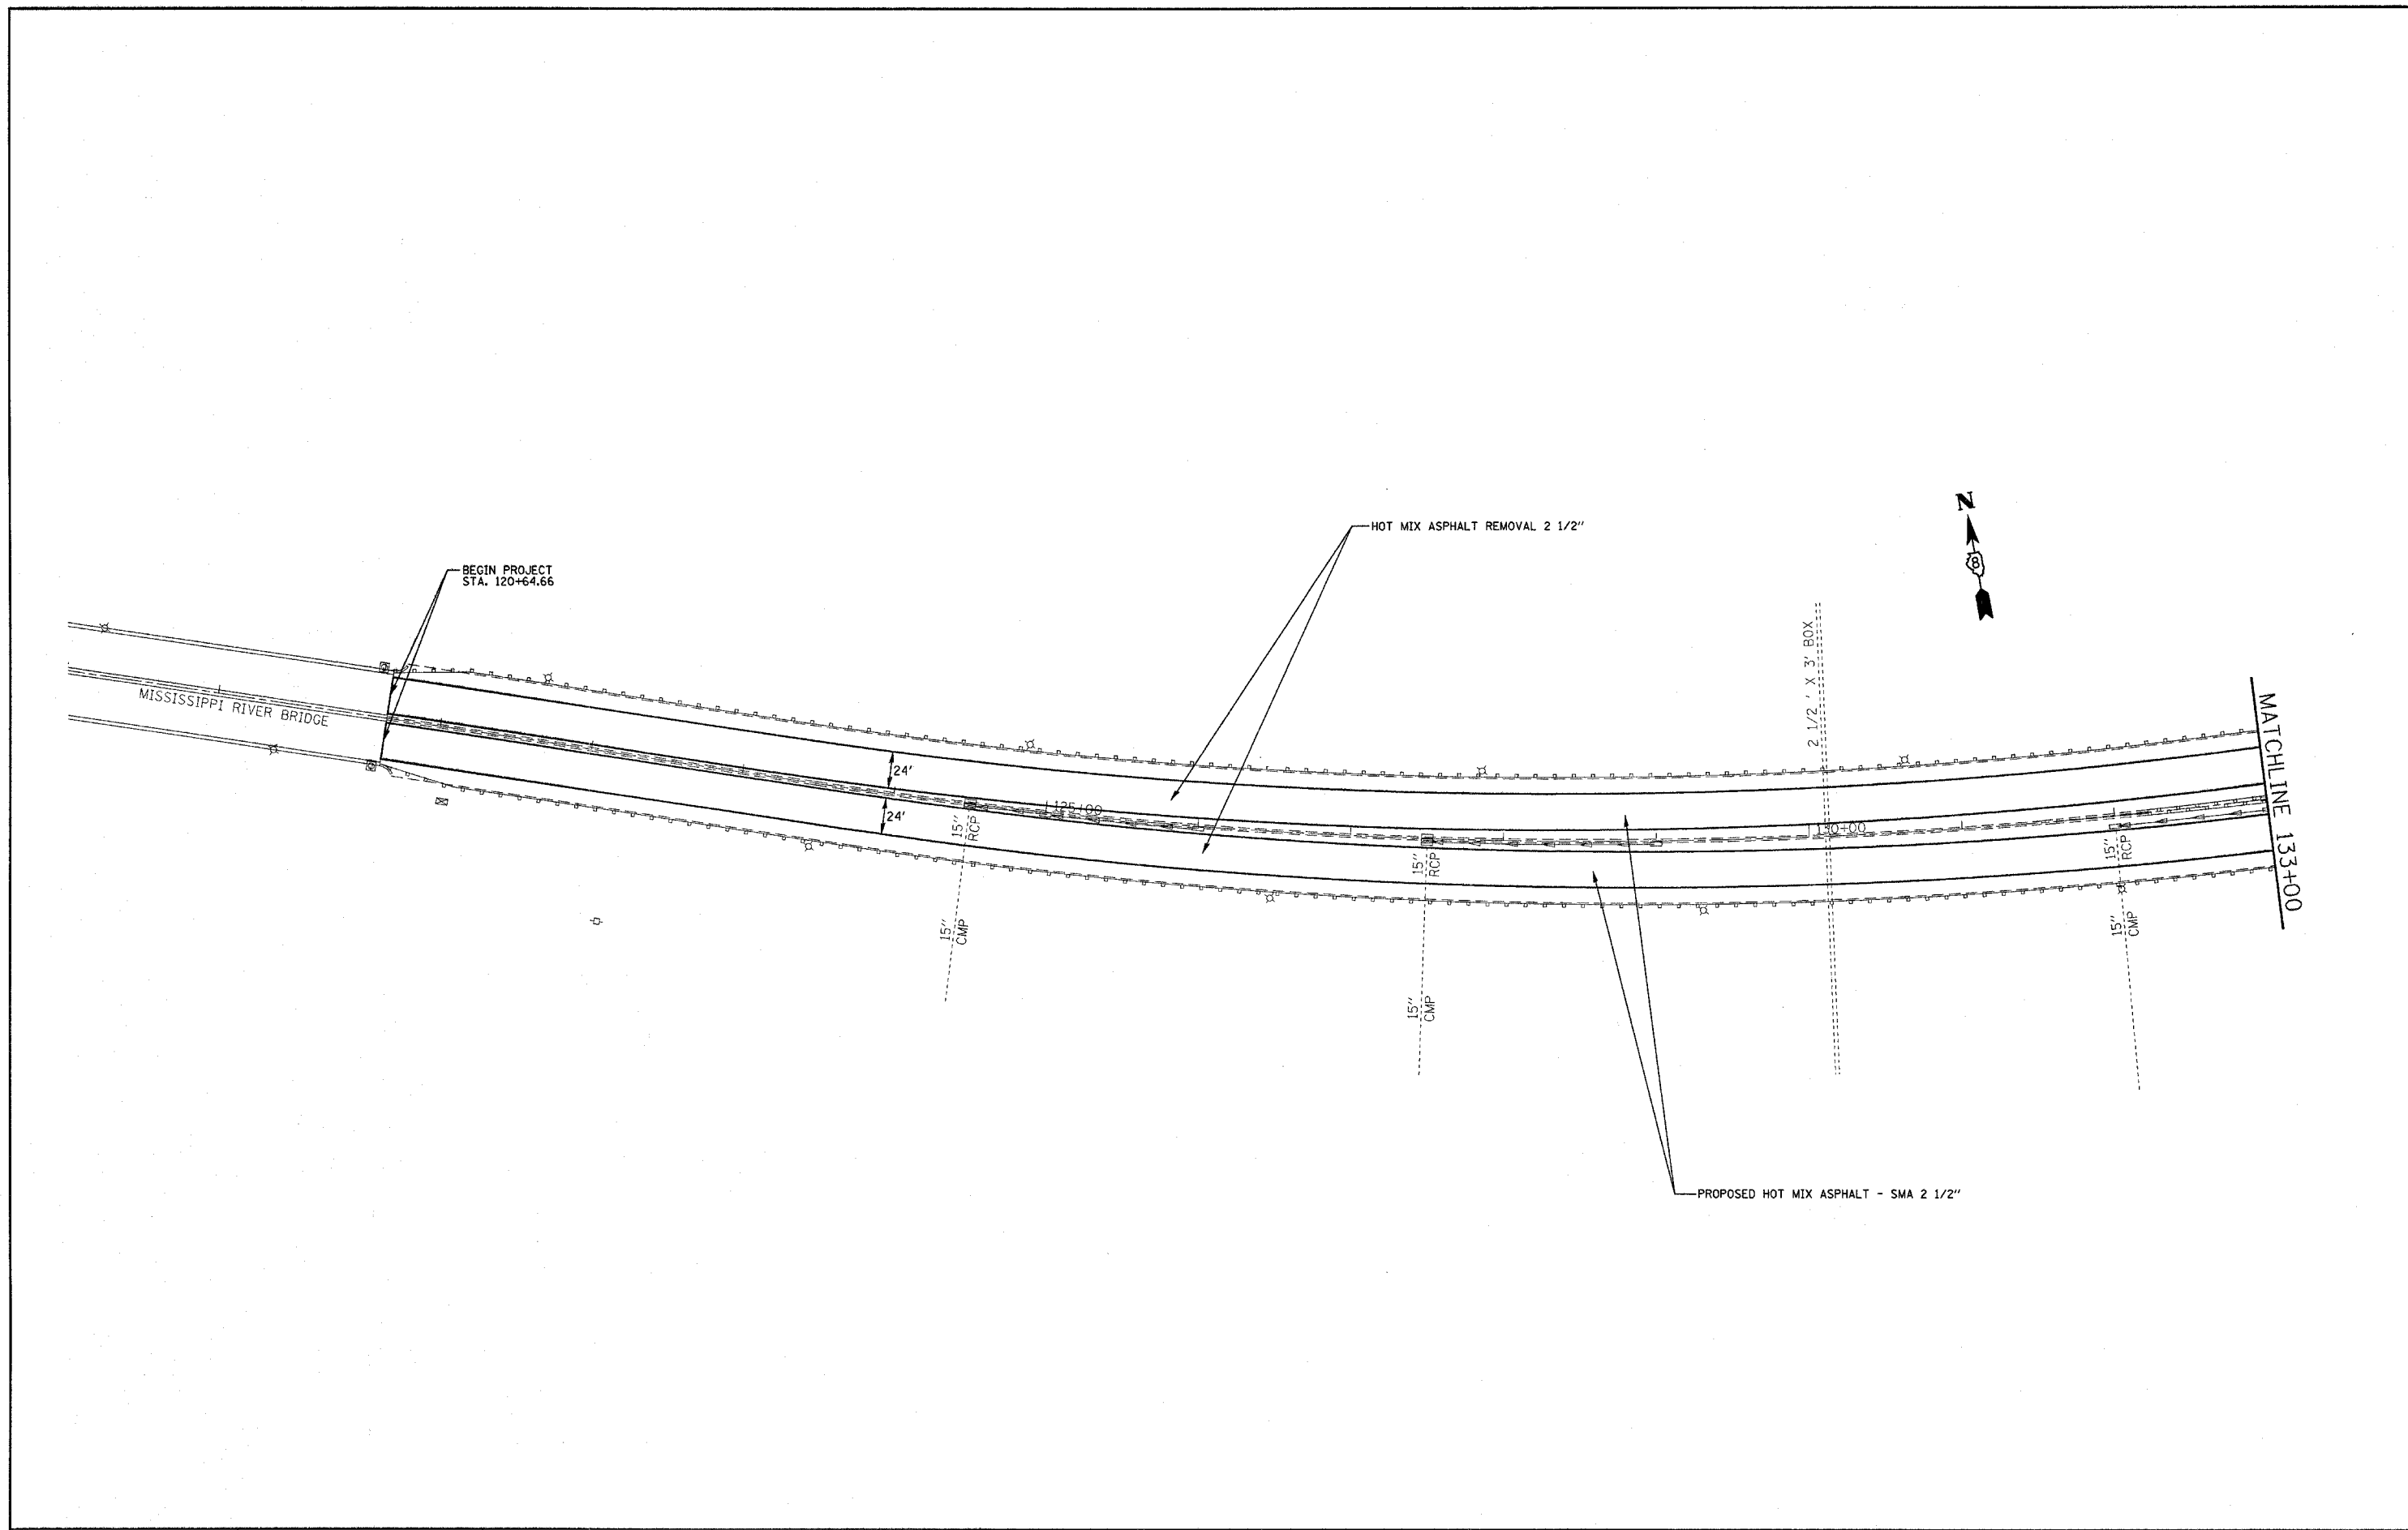 N
8
HOT MIX ASPHALT REMOVAL 2 1/2"
BEGIN PROJECT
STA. 120+64.66
MISSISSIPPI RIVER BRIDGE
2 1/2 ' X 3' BOX
MATCHLINE 133+00
24'
24'
125+00
130+00
15"
RCP
15"
RCP
15"
RCP
15"
CMP
15"
CMP
15"
CMP
PROPOSED HOT MIX ASPHALT - SMA 2 1/2"